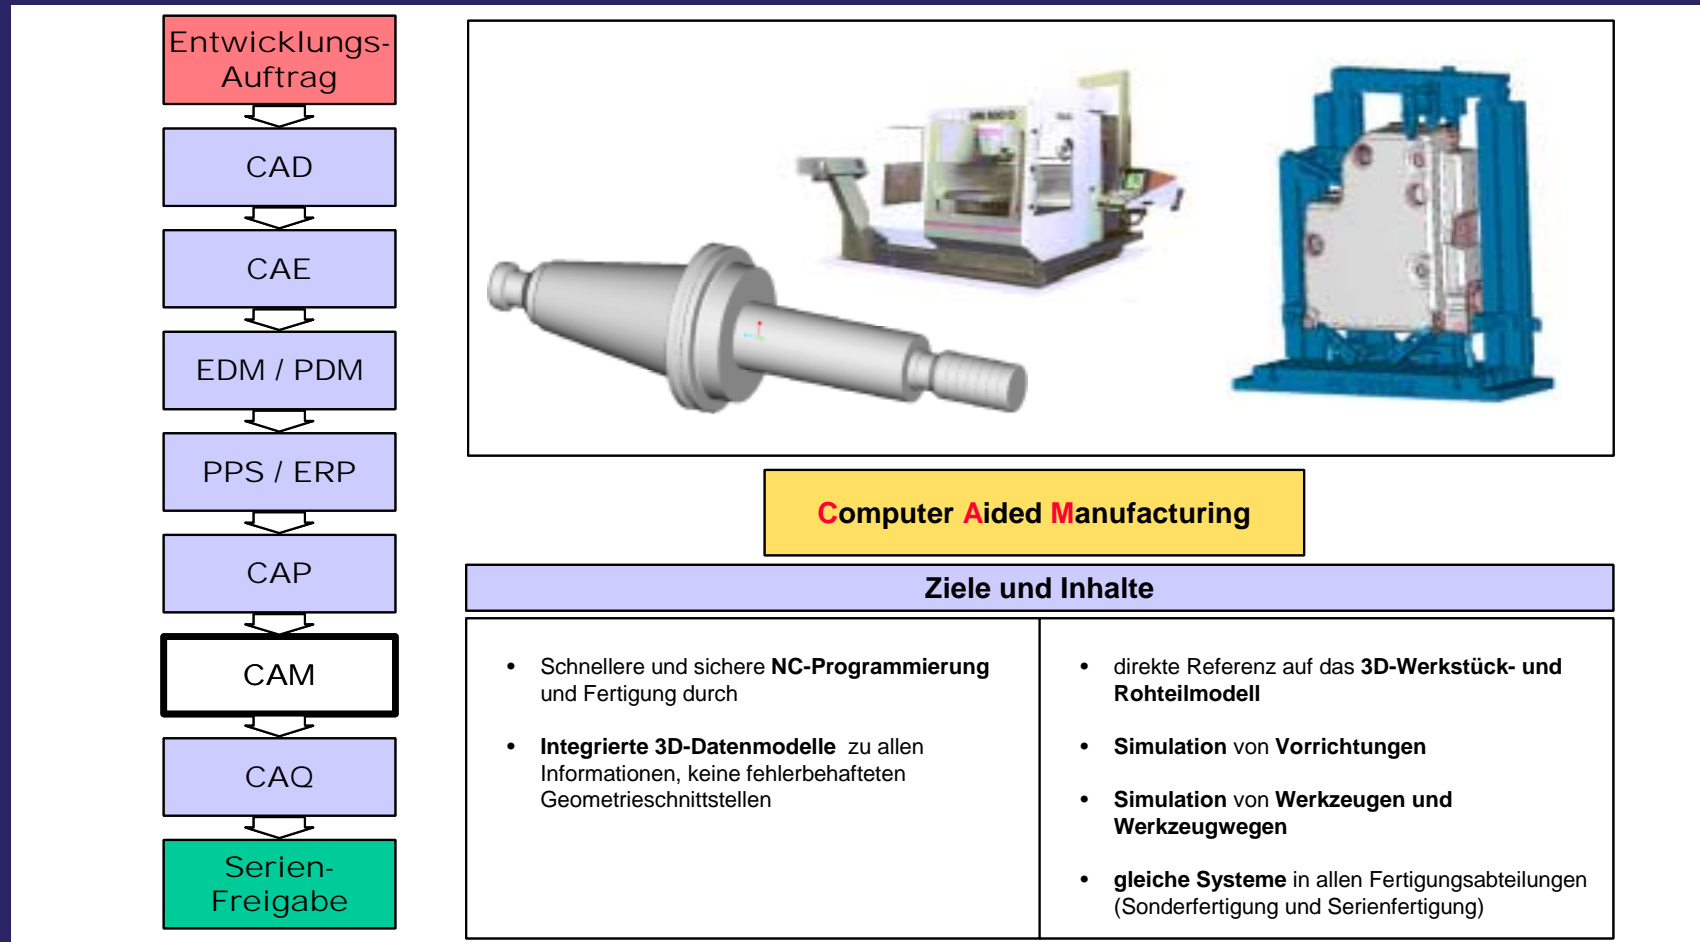 Entwicklungs-
Auftrag
CAD
CAE
EDM / PDM
PPS / ERP
CAP
CAM
CAQ
Serien-
Freigabe
Computer Aided Manufacturing
Ziele und Inhalte
• Schnellere und sichere NC-Programmierung
und Fertigung durch
• Integrierte 3D-Datenmodelle zu allen
Informationen, keine fehlerbehafteten
Geometrieschnittstellen
• direkte Referenz auf das 3D-Werkstück- und
Rohteilmodell
• Simulation von Vorrichtungen
• Simulation von Werkzeugen und
Werkzeugwegen
• gleiche Systeme in allen Fertigungsabteilungen
(Sonderfertigung und Serienfertigung)